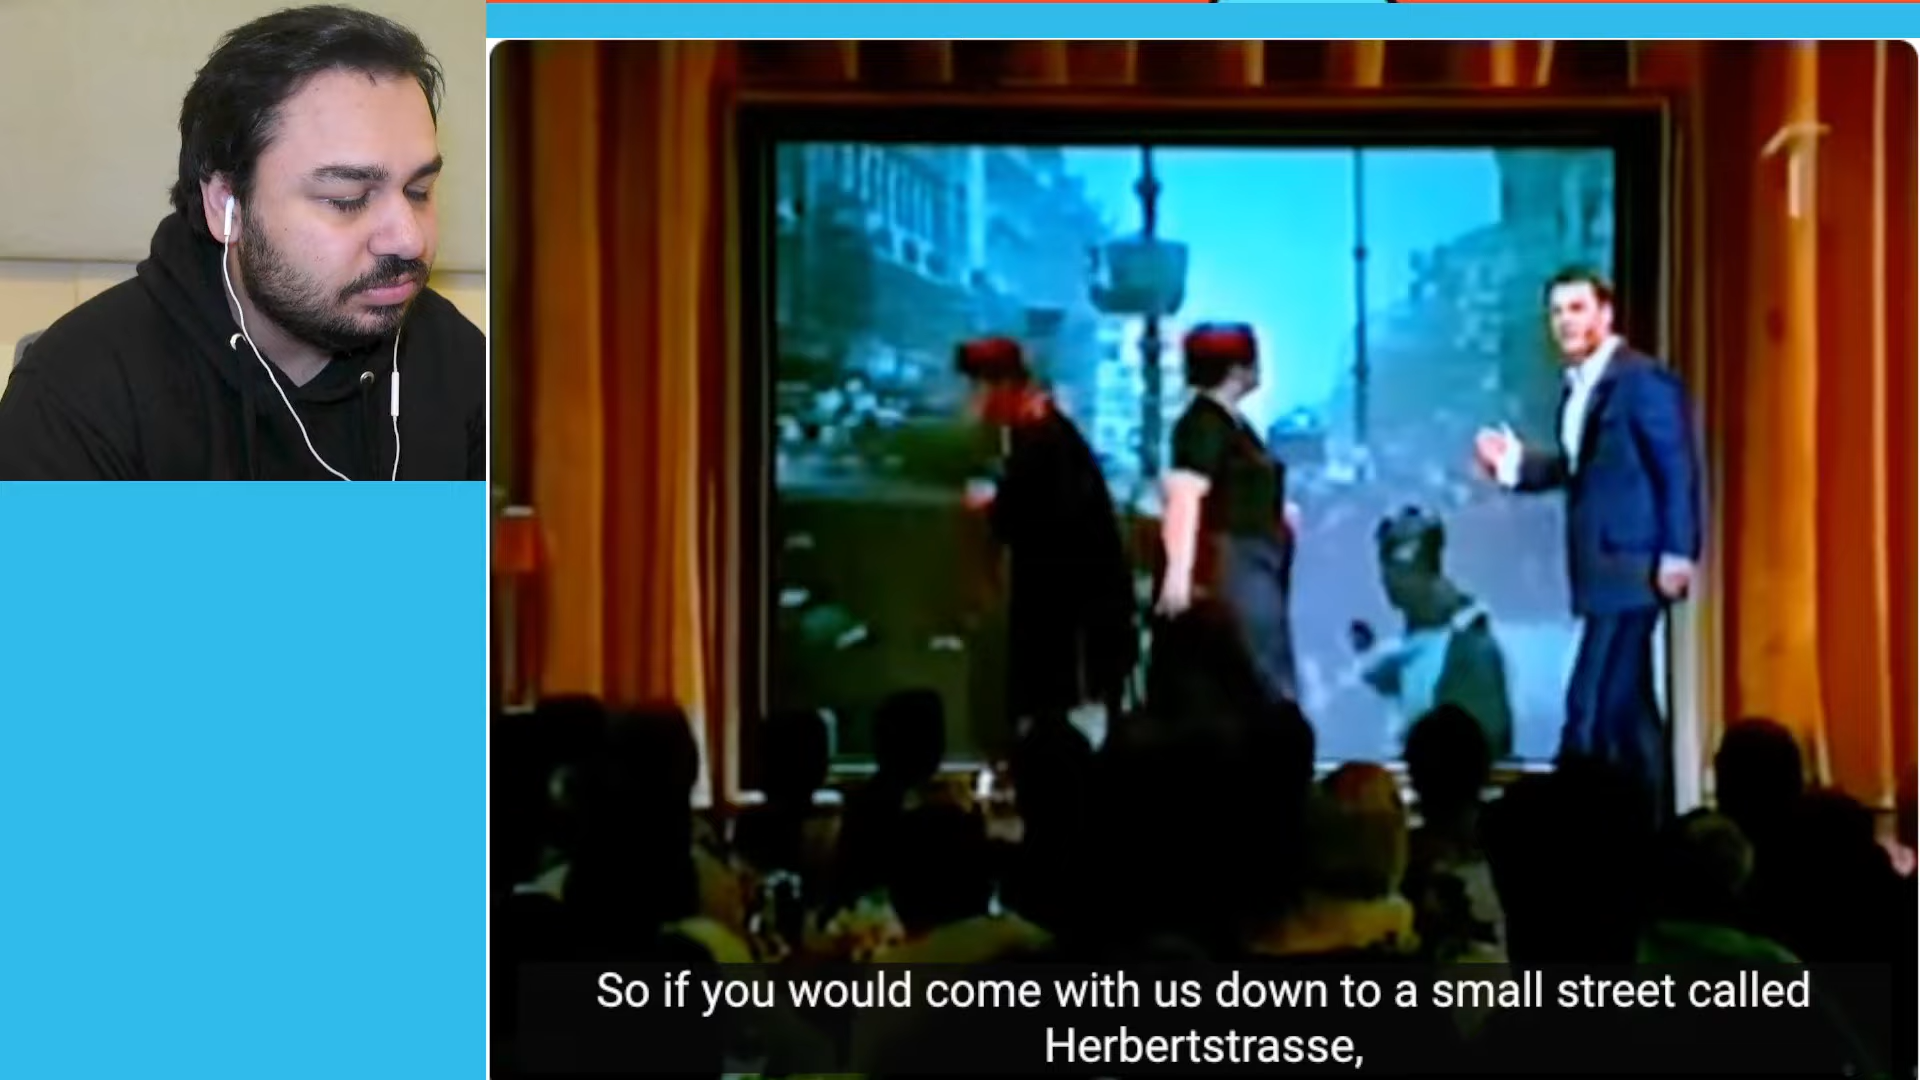 So if you would come with us down to a small street called
Herbertstrasse,